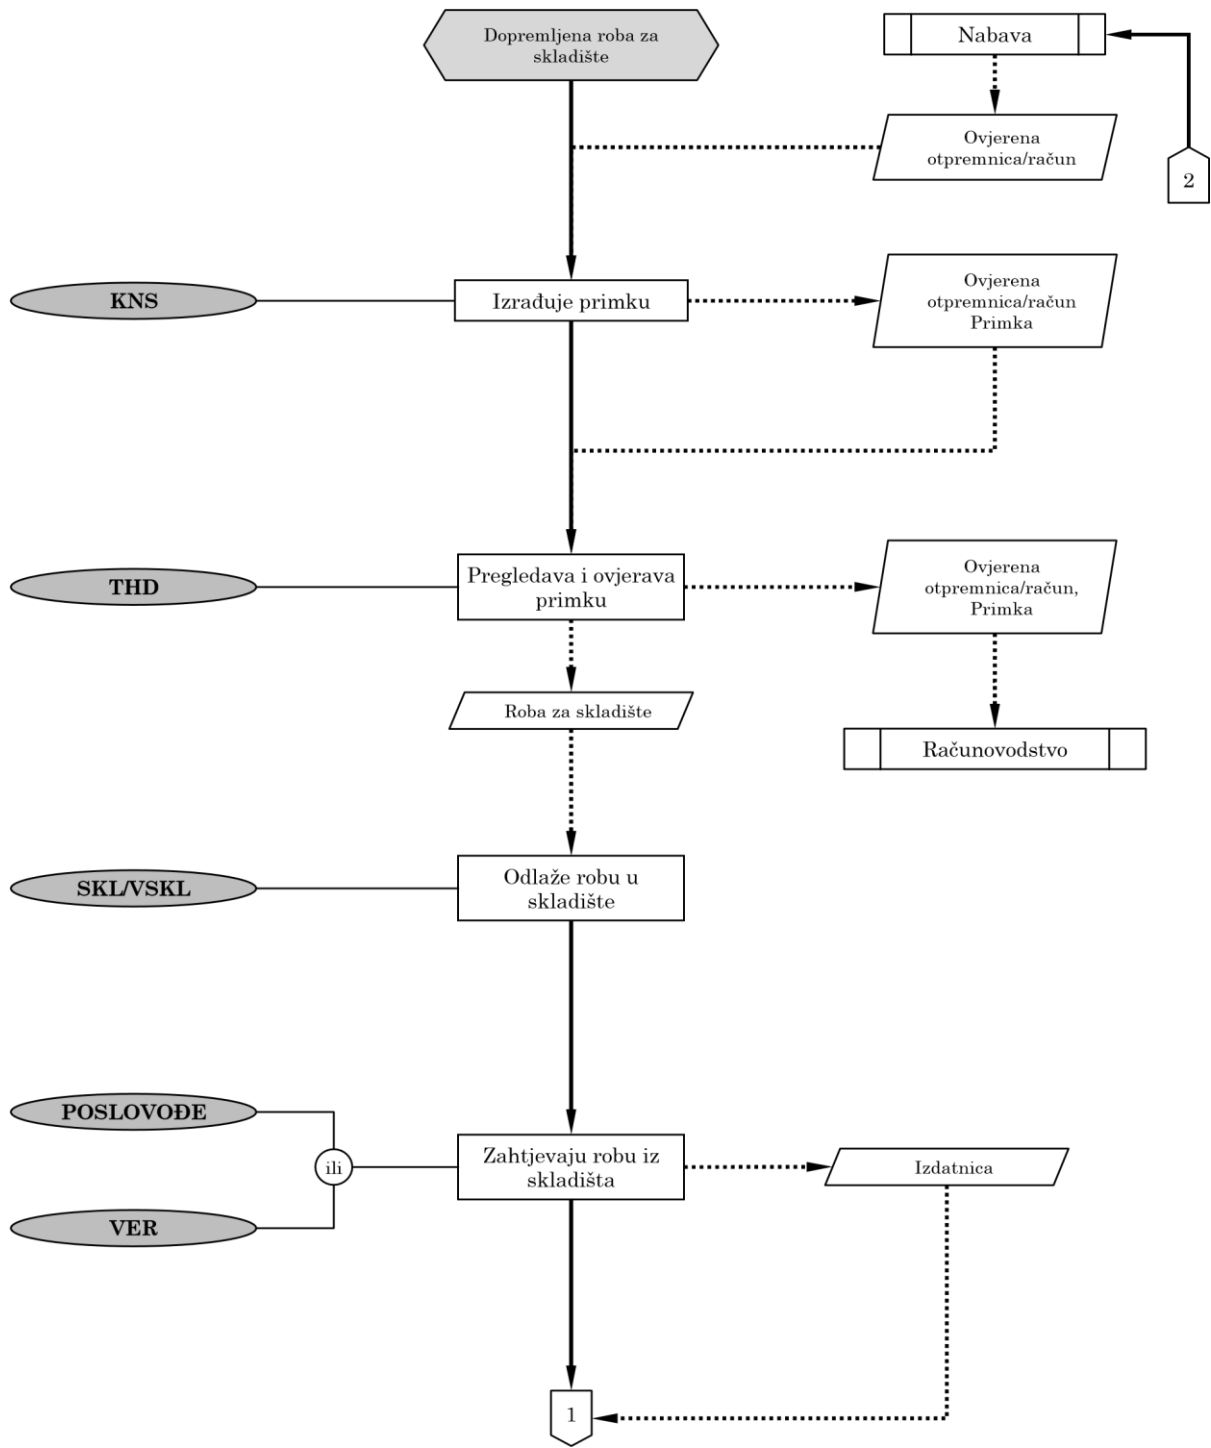 Dopremljena roba za
skladište
Nabava
Ovjerena
otpremnica/račun
2
KNS
Izrađuje primku
Ovjerena
otpremnica/račun
Primka
THD
Pregledava i ovjerava
primku
Ovjerena
otpremnica/račun,
Primka
Roba za skladište
Računovodstvo
SKL/VSKL
Odlaže robu u
skladište
POSLOVOĐE
ili
Zahtjevaju robu iz
skladišta
Izdatnica
VER
1